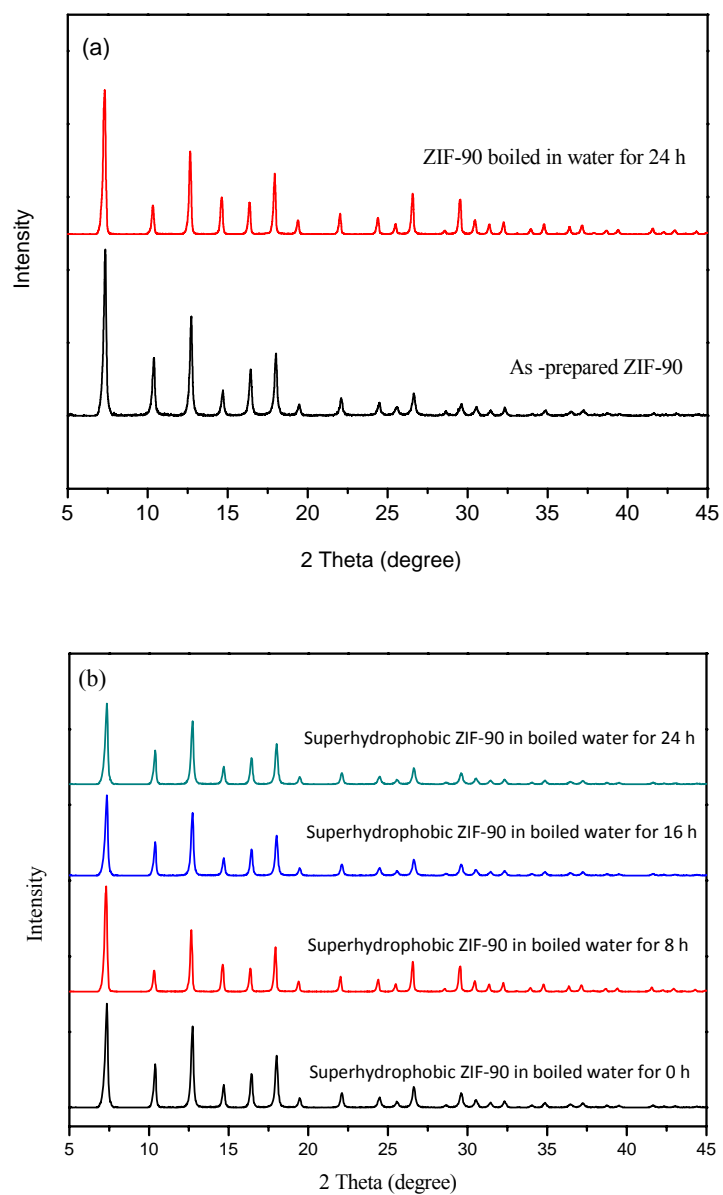 (a)
ZIF-90 boiled in water for 24 h
Intensity
As -prepared ZIF-90
5 10 15 20 25 30 35 40 45
2 Theta (degree)
(b)
Superhydrophobic ZIF-90 in boiled water for 24 h
Superhydrophobic ZIF-90 in boiled water for 16 h
Intensity
Superhydrophobic ZIF-90 in boiled water for 8 h
Superhydrophobic ZIF-90 in boiled water for 0 h
5 10 15 20 25 30 35 40 45
2 Theta (degree)